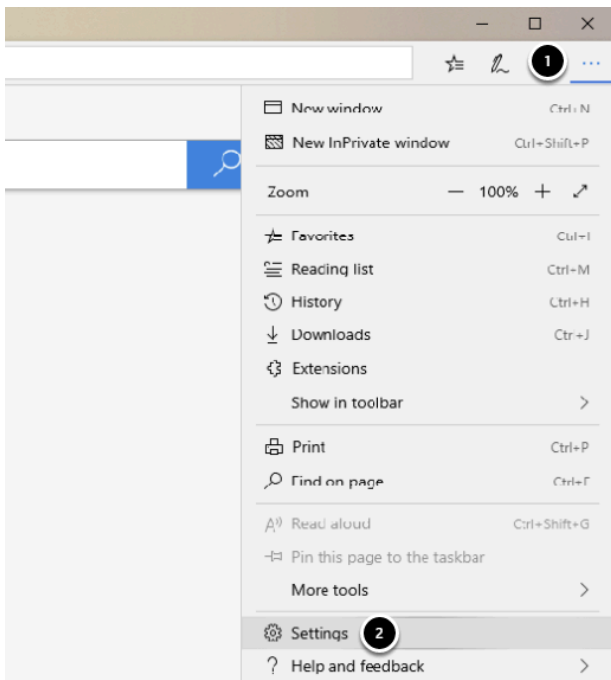 1
New window Ctrl+N
New InPrivate window Ctrl+Shift+P
Zoom — 100% +
Favorites Ctrl+I
Reading list Ctrl+M
History Ctrl+H
Downloads Ctrl+J
Extensions
Show in toolbar
Print Ctrl+P
Find on page Ctrl+F
Read aloud Ctrl+Shift+G
Pin this page to the taskbar
More tools
Settings 2
? Help and feedback